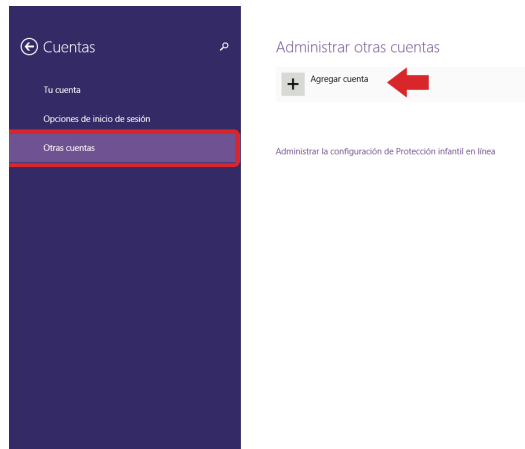 Cuentas
Tu cuenta
Opciones de inicio de sesión
Otras cuentas
Administrar otras cuentas
Agregar cuenta
Administrar la configuración de Protección infantil en línea